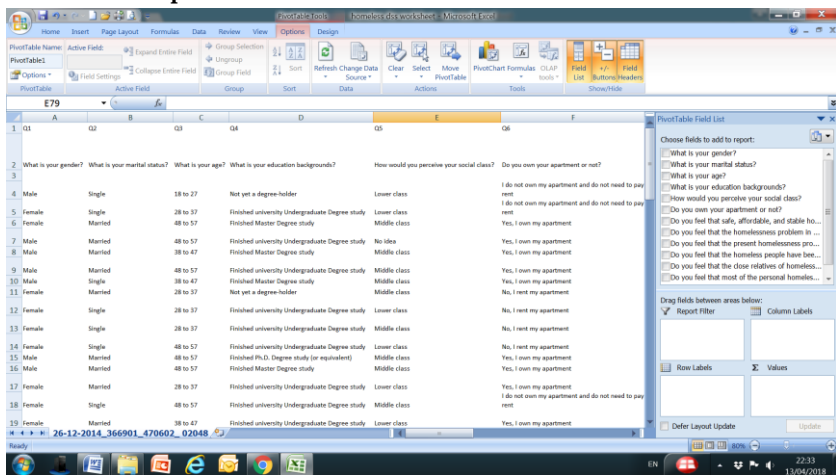 PivotTable Tools homeless dss worksheet - Microsoft Excel
Home Insert Page Layout Formulas Data Review View Options Design
PivotTable Name: Active Field: Expand Entire Field Group Selection
PivotTable1 Collapse Entire Field Ungroup
Options Field Settings Group Field Sort Refresh Change Data Source Clear Select Move PivotTable PivotChart Formulas OLAP tools Field List +/- Buttons Field Headers
PivotTable Active Field Group Sort Data Actions Tools Show/Hide
E79 fx
A B C D E F
1 Q1 Q2 Q3 Q4 Q5 Q6
2 What is your gender? What is your marital status? What is your age? What is your education backgrounds? How would you perceive your social class? Do you own your apartment or not?
3
I do not own my apartment and do not need to pay
4 Male Single 18 to 27 Not yet a degree-holder Lower class rent
I do not own my apartment and do not need to pay
5 Female Single 28 to 37 Finished university Undergraduate Degree study Lower class rent
6 Female Married 48 to 57 Finished Master Degree study Middle class Yes, I own my apartment
7 Male Married 48 to 57 Finished university Undergraduate Degree study No idea Yes, I own my apartment
8 Male Married 38 to 47 Finished Master Degree study Middle class Yes, I own my apartment
9 Male Married 48 to 57 Finished university Undergraduate Degree study Middle class Yes, I own my apartment
10 Male Single 38 to 47 Finished Master Degree study Middle class Yes, I own my apartment
11 Female Married 28 to 37 Not yet a degree-holder Lower class No, I rent my apartment
12 Female Single 28 to 37 Finished university Undergraduate Degree study Lower class No, I rent my apartment
13 Female Single 28 to 37 Finished university Undergraduate Degree study Middle class No, I rent my apartment
14 Female Single 48 to 57 Finished university Undergraduate Degree study Lower class No, I rent my apartment
15 Male Married 48 to 57 Finished Ph.D. Degree study (or equivalent) Middle class Yes, I own my apartment
16 Male Married 48 to 57 Finished Master Degree study Middle class Yes, I own my apartment
17 Female Married 28 to 37 Finished university Undergraduate Degree study Lower class Yes, I own my apartment
I do not own my apartment and do not need to pay
18 Female Single 48 to 57 Finished university Undergraduate Degree study Middle class rent
19 Female Married 38 to 47 Finished university Undergraduate Degree study Lower class Yes, I own my apartment
26-12-2014_366901_470602_ 02048
PivotTable Field List
Choose fields to add to report:
What is your gender?
What is your marital status?
What is your age?
What is your education backgrounds?
How would you perceive your social class?
Do you own your apartment or not?
Do you feel that safe, affordable, and stable ho...
Do you feel that the homelessness problem in ...
Do you feel that the present homelessness pro...
Do you feel that the homeless people have bee...
Do you feel that the close relatives of homeless...
Do you feel that most of the personal homeles...
Drag fields between areas below:
Report Filter Column Labels
Row Labels Σ Values
Defer Layout Update Update
Ready 80%
EN 22:33
13/04/2018